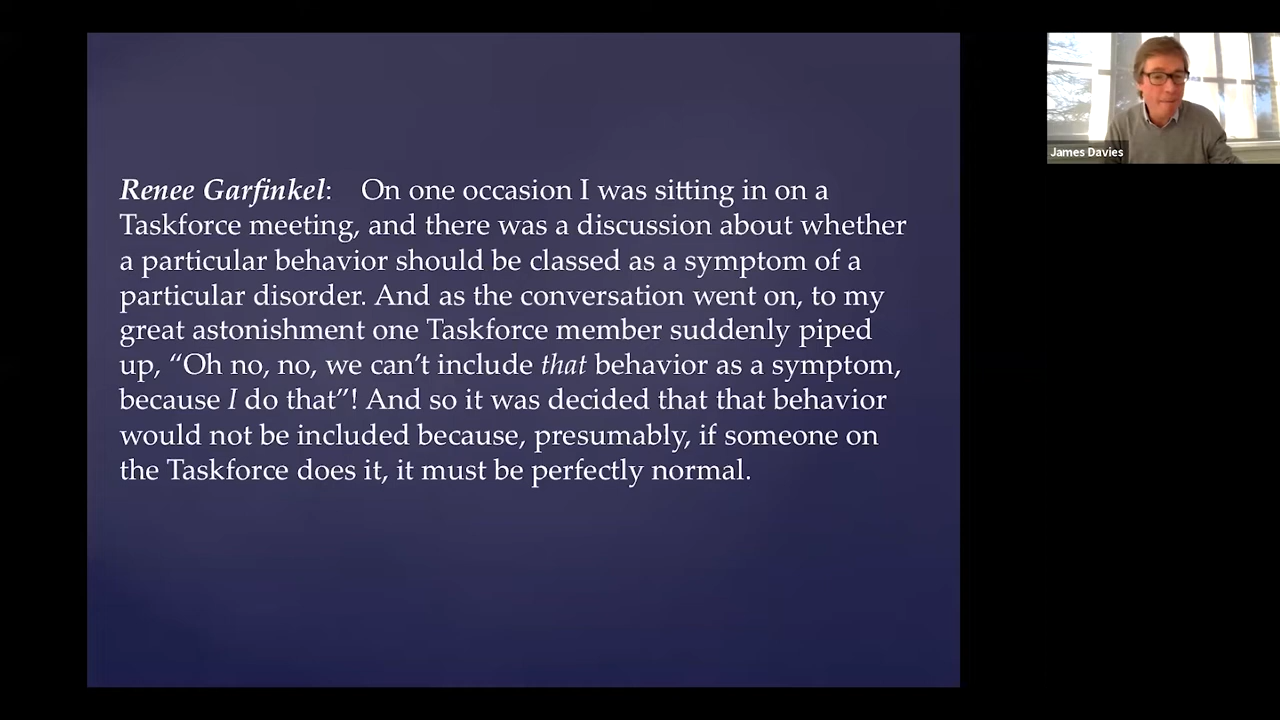 Renee Garfinkel: On one occasion I was sitting in on a
Taskforce meeting, and there was a discussion about whether
a particular behavior should be classed as a symptom of a
particular disorder. And as the conversation went on, to my
great astonishment one Taskforce member suddenly piped
up, “Oh no, no, we can’t include that behavior as a symptom,
because I do that”! And so it was decided that that behavior
would not be included because, presumably, if someone on
the Taskforce does it, it must be perfectly normal.
James Davies